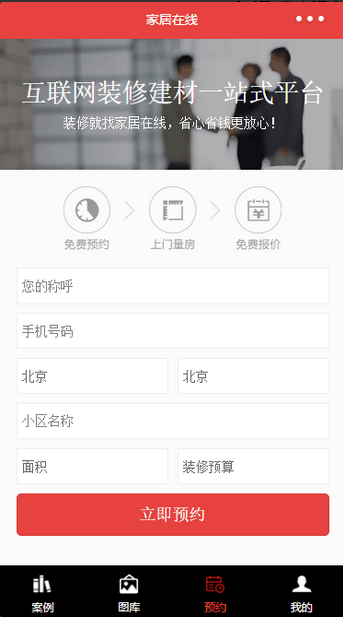 家居在线
互联网装修建材一站式平台
装修就找家居在线，省心省钱更放心！
免费预约 上门量房 免费报价
您的称呼
手机号码
北京 北京
小区名称
面积 装修预算
立即预约
案例 图库 预约 我的